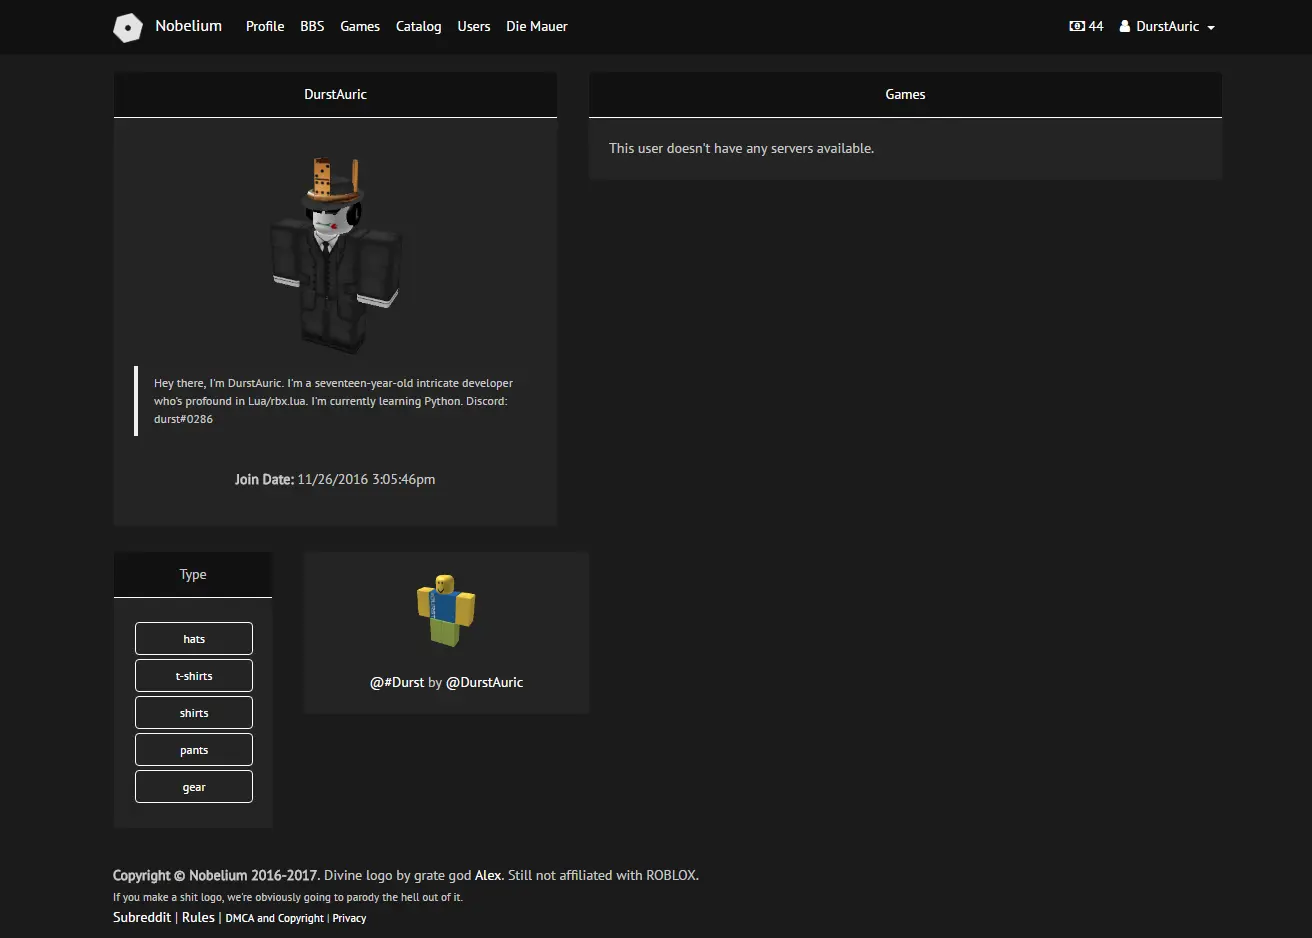 Nobelium Profile BBS Games Catalog Users Die Mauer 44 DurstAuric
DurstAuric
Games
This user doesn't have any servers available.
Hey there, I'm DurstAuric. I'm a seventeen-year-old intricate developer
who's profound in Lua/rbx.lua. I'm currently learning Python. Discord:
durst#0286
Join Date: 11/26/2016 3:05:46pm
Type
hats
t-shirts
shirts
pants
gear
@#Durst by @DurstAuric
Copyright © Nobelium 2016-2017. Divine logo by grate god Alex. Still not affiliated with ROBLOX.
If you make a shit logo, we're obviously going to parody the hell out of it.
Subreddit | Rules | DMCA and Copyright | Privacy